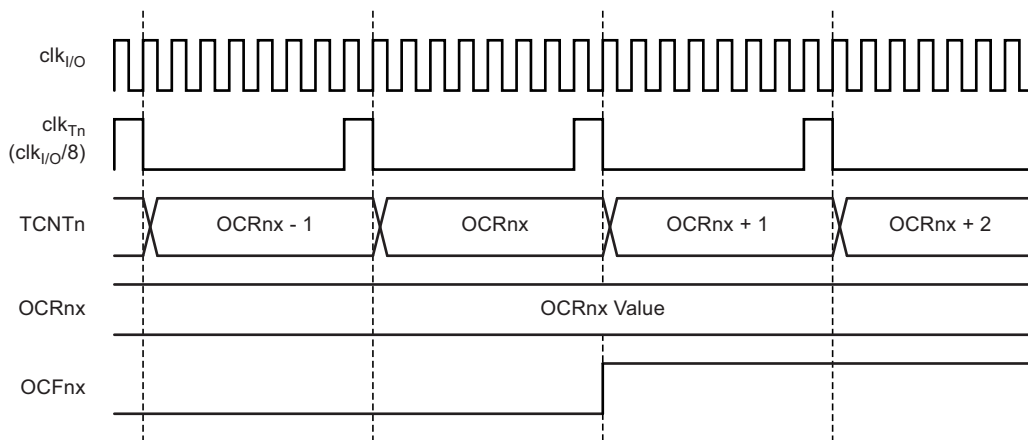 clkI/O
clkTn
(clkI/O/8)
TCNTn OCRnx - 1 OCRnx OCRnx + 1 OCRnx + 2
OCRnx OCRnx Value
OCFnx